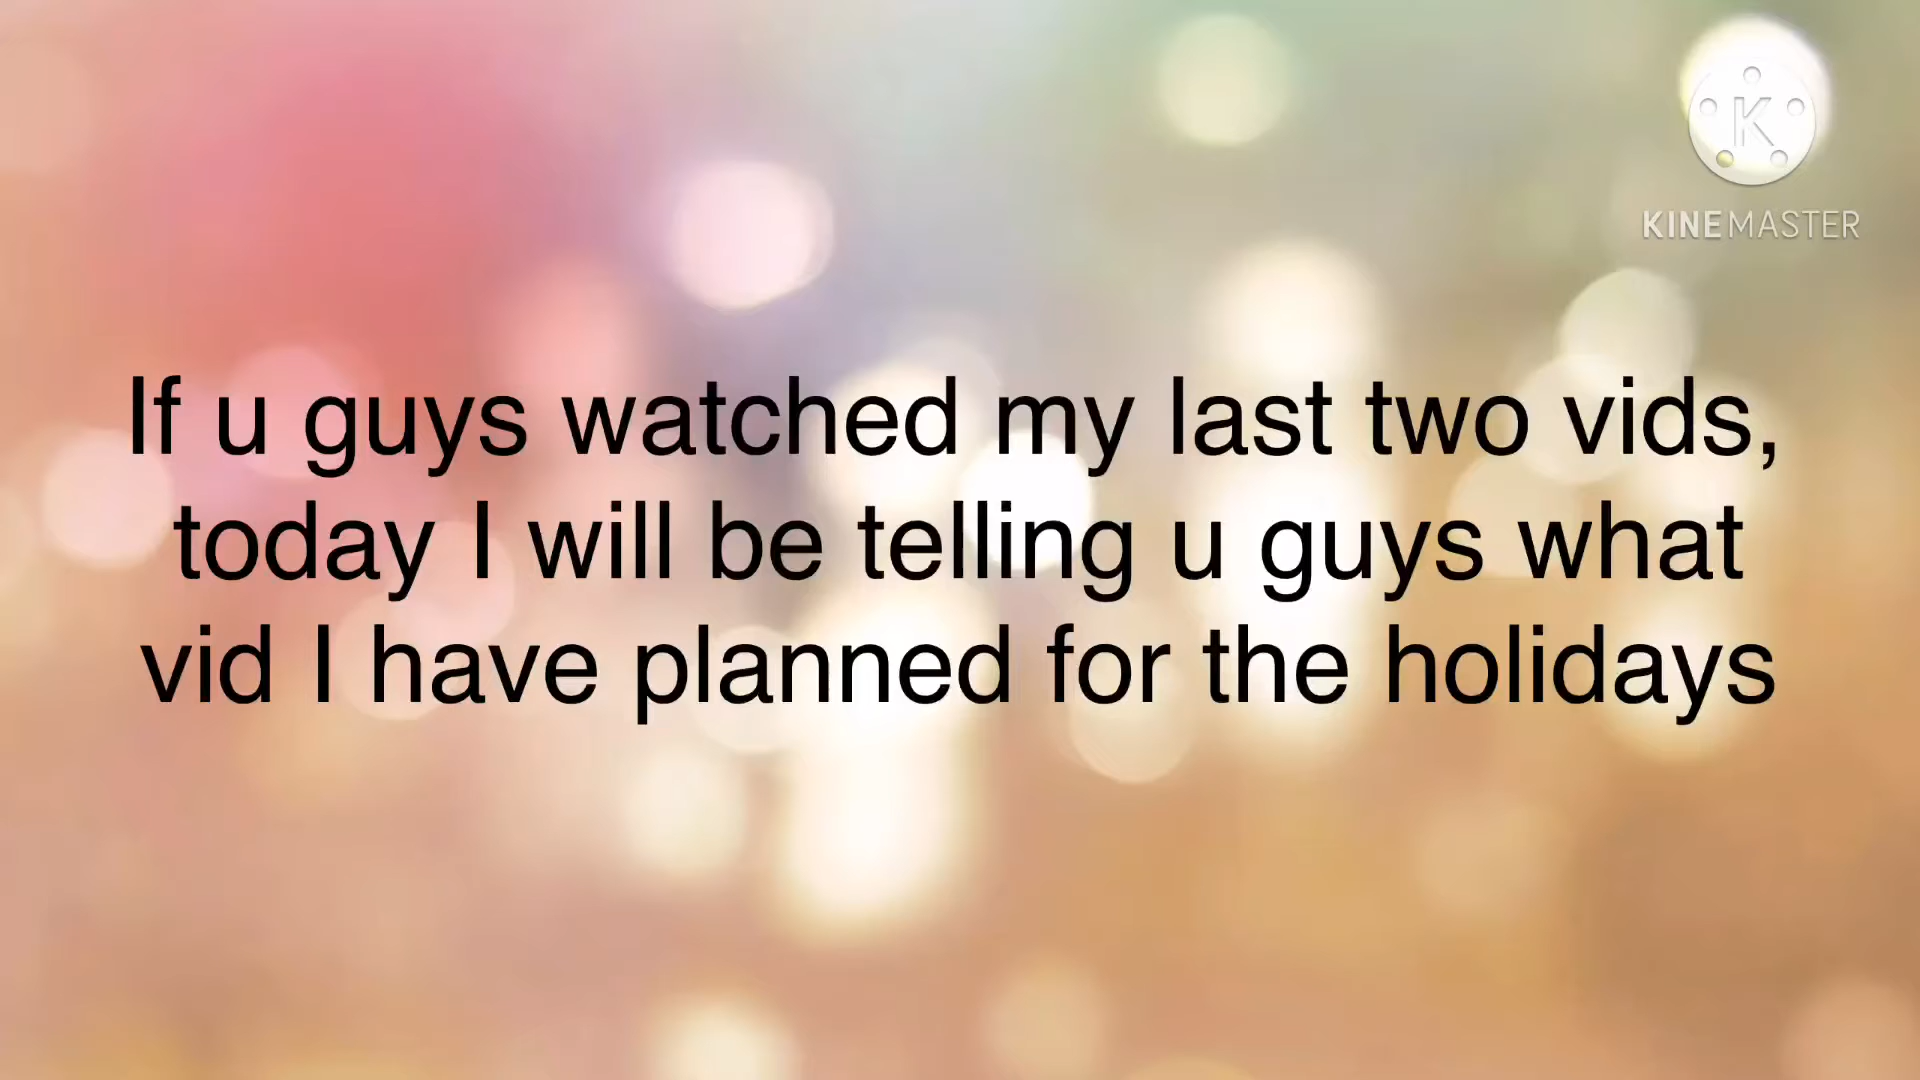 K
KINEMASTER
If u guys watched my last two vids,
today I will be telling u guys what
vid I have planned for the holidays